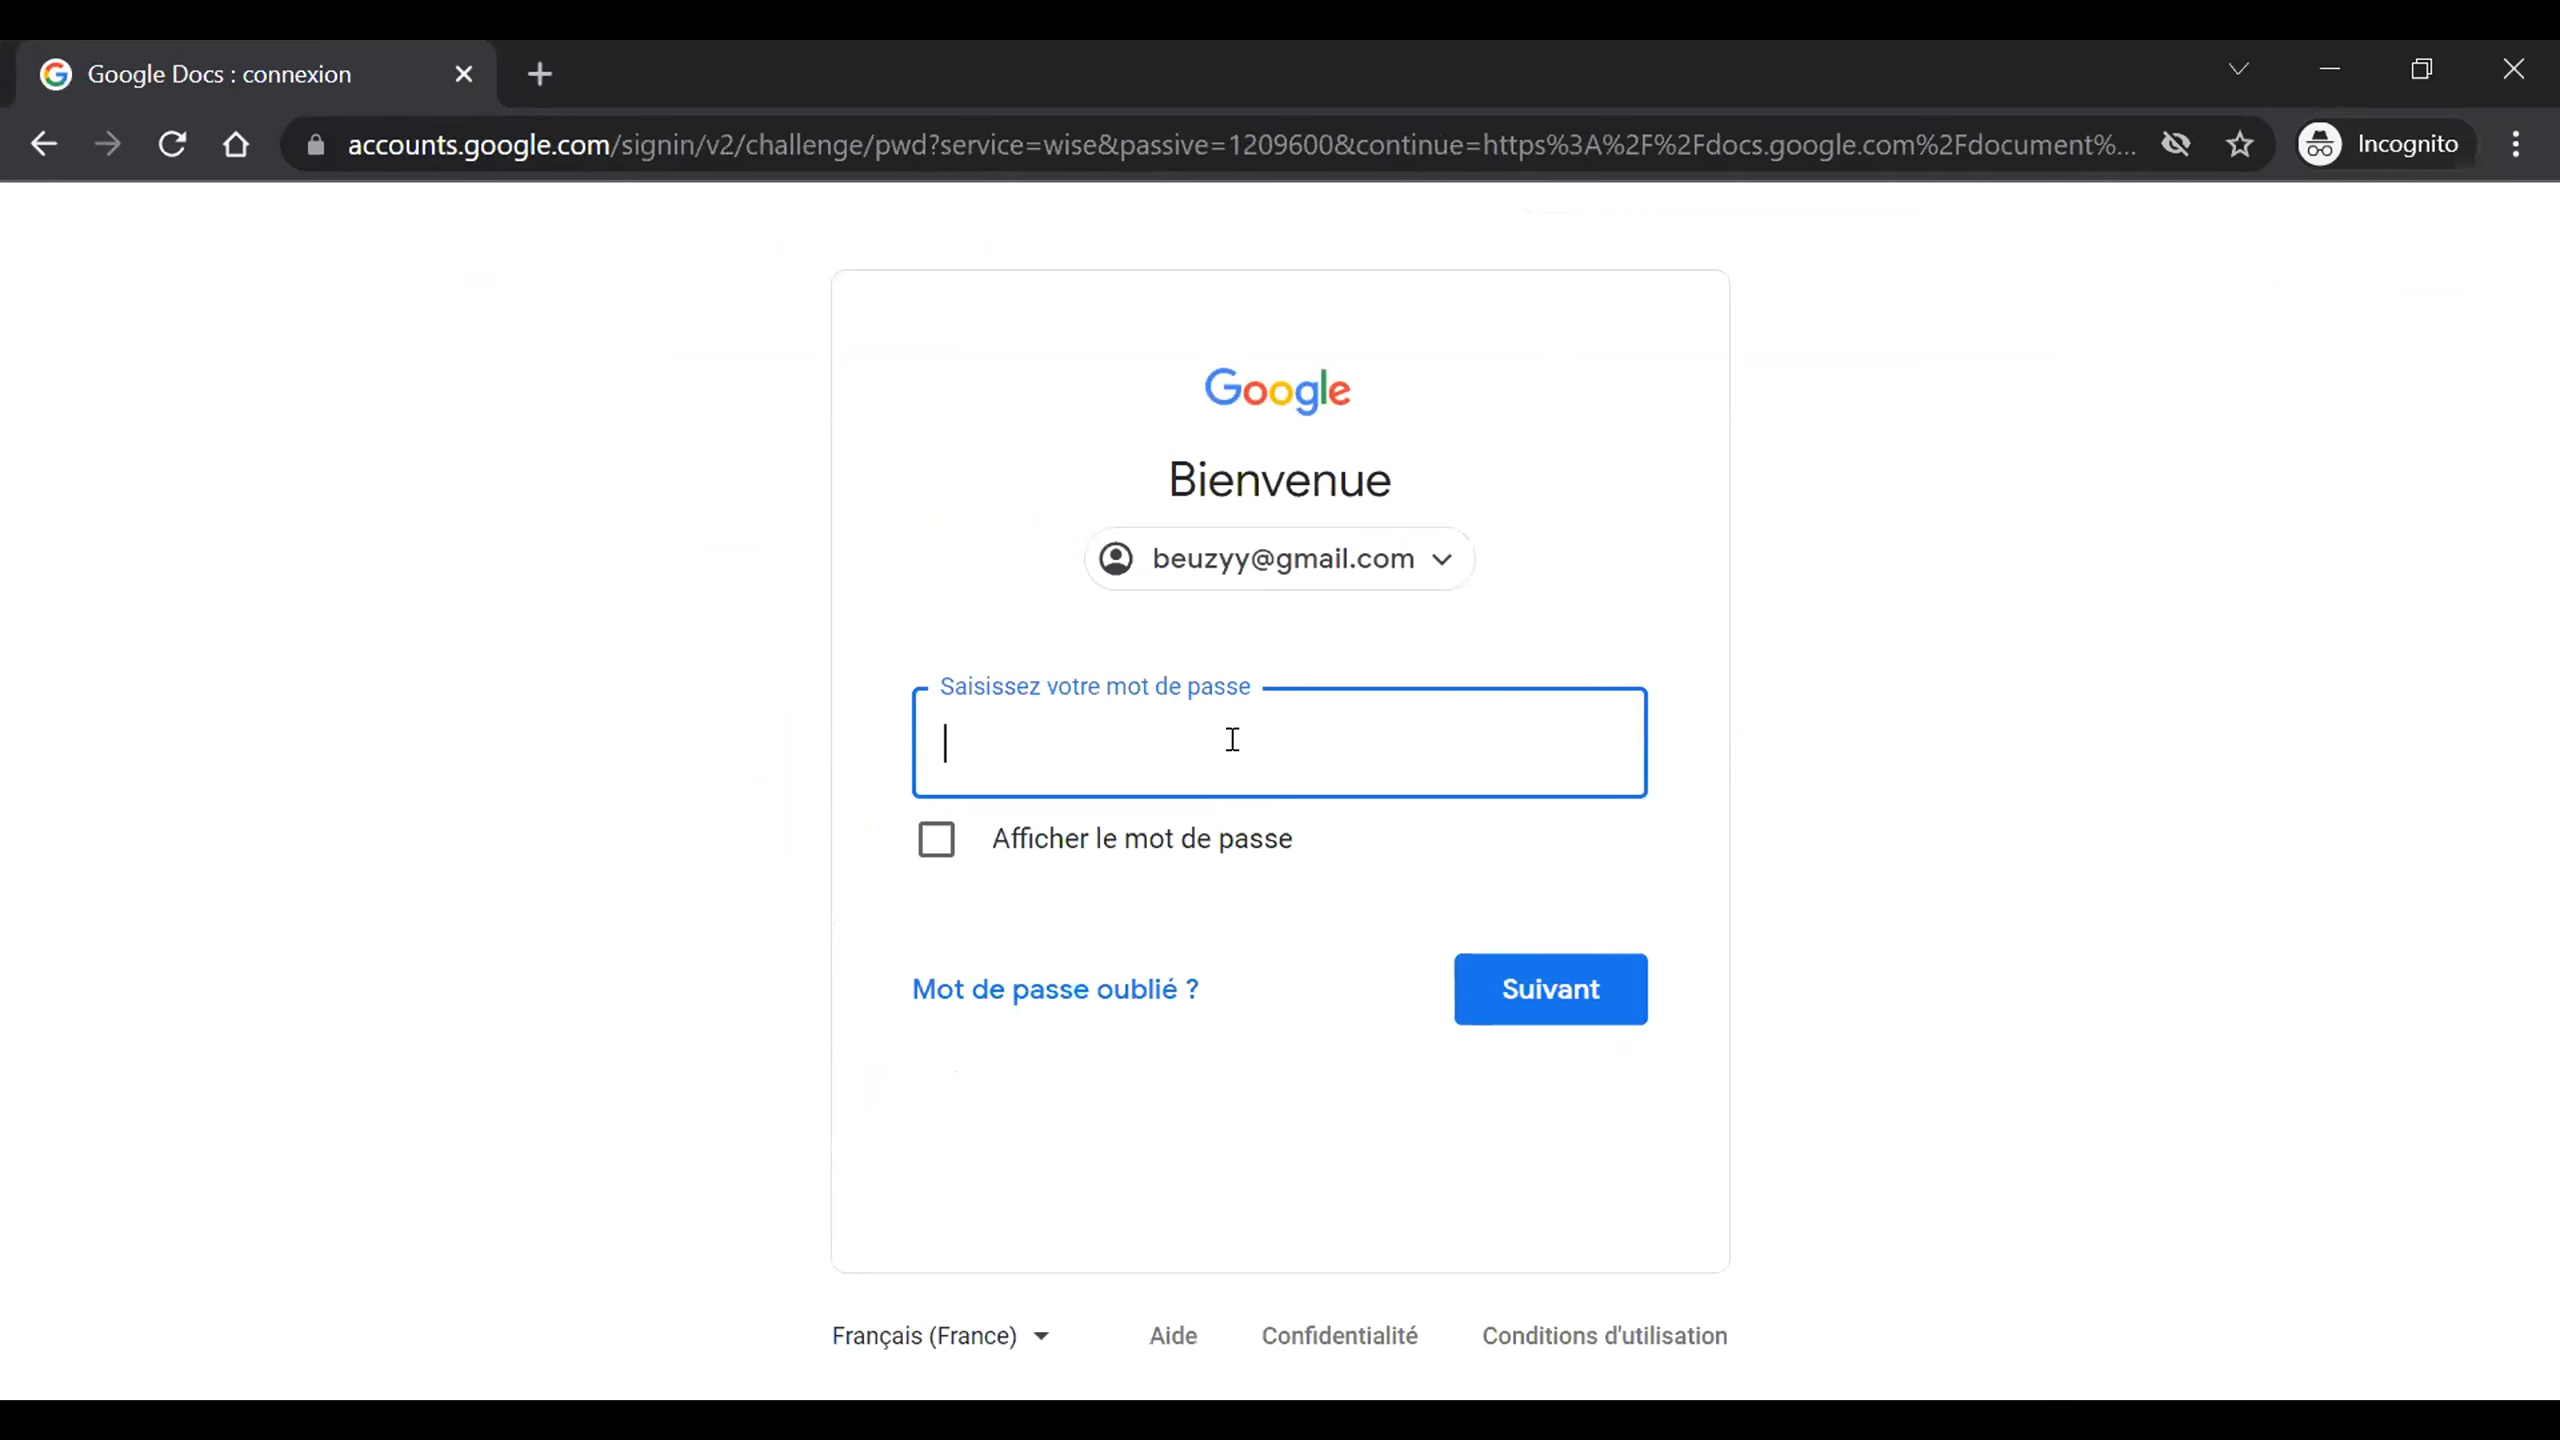 Google Docs : connexion
accounts.google.com/signin/v2/challenge/pwd?service=wise&passive=1209600&continue=https%3A%2F%2Fdocs.google.com%2Fdocument%...
Incognito
Google
Bienvenue
beuzyy@gmail.com
Saisissez votre mot de passe
Afficher le mot de passe
Mot de passe oublié ?
Suivant
Français (France)
Aide
Confidentialité
Conditions d'utilisation